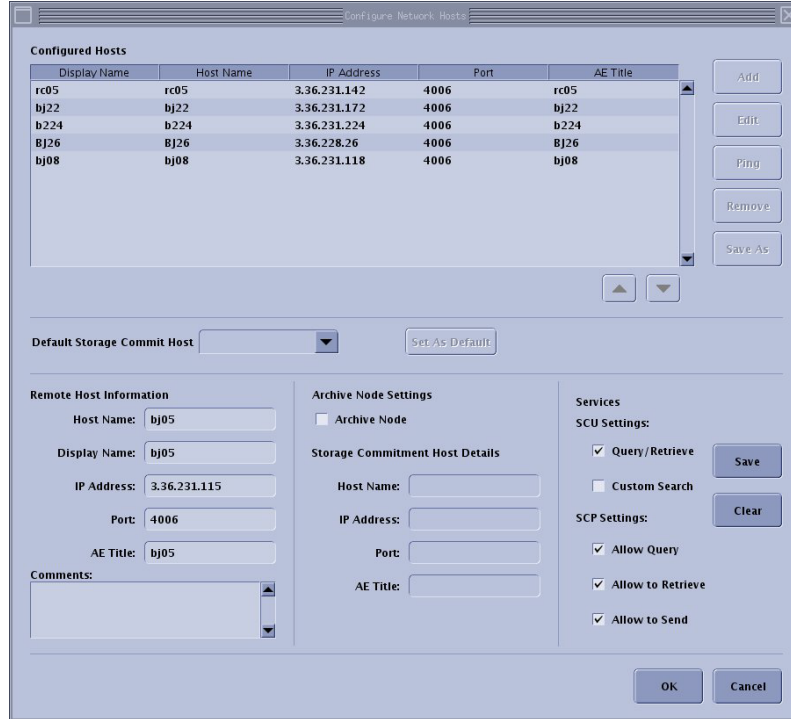 Configure Network Hosts
Configured Hosts
Display Name Host Name IP Address Port AE Title
rc05 rc05 3.36.231.142 4006 rc05
bj22 bj22 3.36.231.172 4006 bj22
b224 b224 3.36.231.224 4006 b224
BJ26 BJ26 3.36.228.26 4006 BJ26
bj08 bj08 3.36.231.118 4006 bj08
Add
Edit
Ping
Remove
Save As
Default Storage Commit Host
Set As Default
Remote Host Information
Host Name: bj05
Display Name: bj05
IP Address: 3.36.231.115
Port: 4006
AE Title: bj05
Comments:
Archive Node Settings
Archive Node
Storage Commitment Host Details
Host Name:
IP Address:
Port:
AE Title:
Services
SCU Settings:
Query/Retrieve
Custom Search
SCP Settings:
Allow Query
Allow to Retrieve
Allow to Send
Save
Clear
OK
Cancel